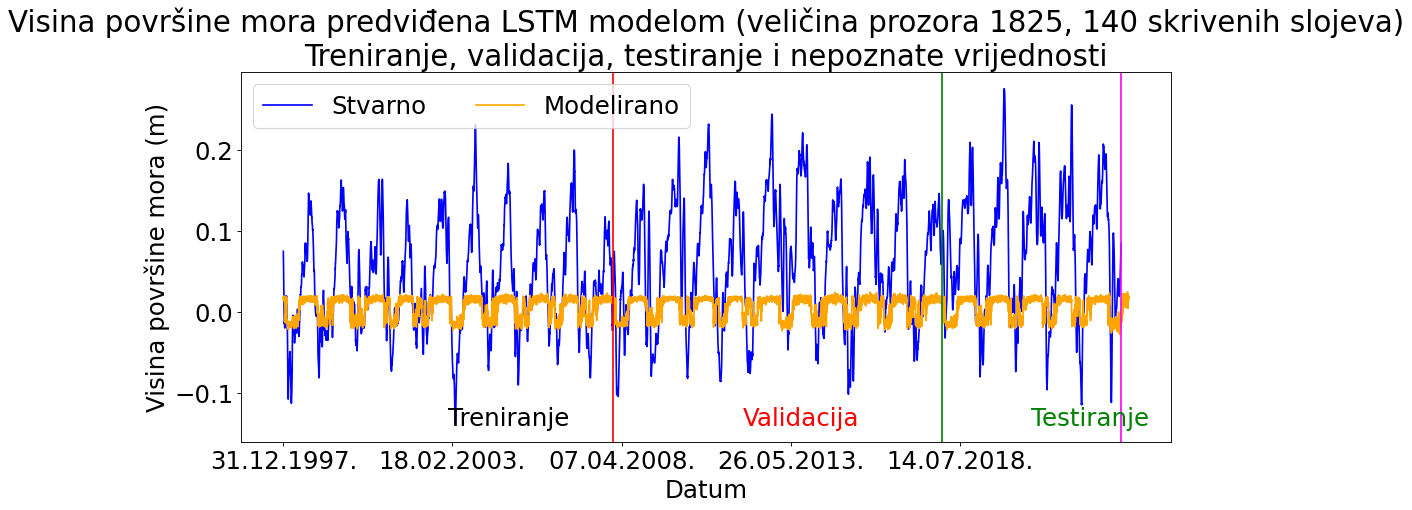 Visina površine mora predviđena LSTM modelom (veličina prozora 1825, 140 skrivenih slojeva)
Treniranje, validacija, testiranje i nepoznate vrijednosti
Stvarno Modelirano
Visina površine mora (m)
0.2
0.1
0.0
−0.1
Treniranje Validacija Testiranje
31.12.1997. 18.02.2003. 07.04.2008. 26.05.2013. 14.07.2018.
Datum